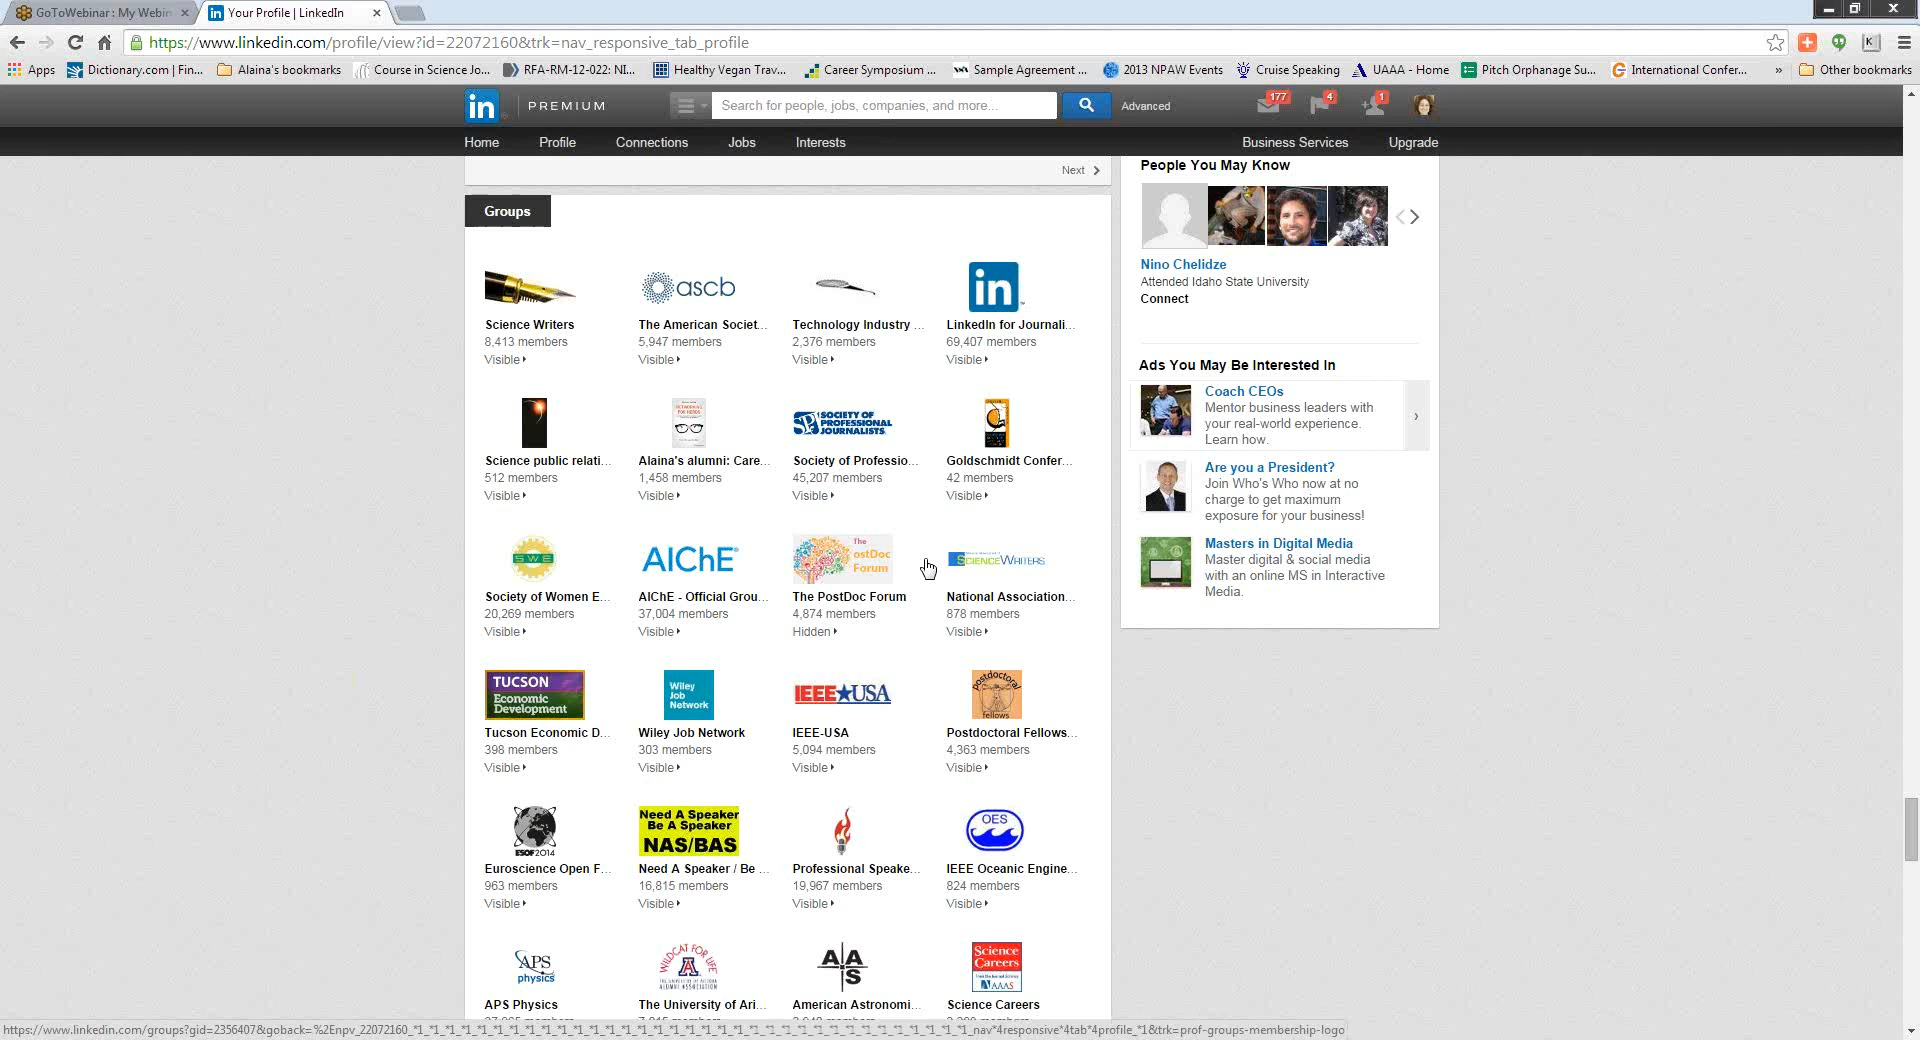 GoToWebinar : My Webin
Your Profile | LinkedIn
https://www.linkedin.com/profile/view?id=22072160&trk=nav_responsive_tab_profile
Apps
Dictionary.com | Fin...
Alaina's bookmarks
Course in Science Jo...
RFA-RM-12-022: NI...
Healthy Vegan Trav...
Career Symposium ...
Sample Agreement ...
2013 NPAW Events
Cruise Speaking
UAAA - Home
Pitch Orphanage Su...
International Confer...
»
Other bookmarks
in PREMIUM
Search for people, jobs, companies, and more...
Advanced
177
4
1
Home Profile Connections Jobs Interests
Business Services Upgrade
Next
Groups
ascb
in
Science Writers
8,413 members
Visible
The American Societ...
5,947 members
Visible
Technology Industry ...
2,376 members
Visible
LinkedIn for Journali...
69,407 members
Visible
NETWORKING
FOR NERDS
SPJ SOCIETY OF
PROFESSIONAL
JOURNALISTS
Science public relati...
512 members
Visible
Alaina's alumni: Care...
1,458 members
Visible
Society of Professio...
45,207 members
Visible
Goldschmidt Confer...
42 members
Visible
SWE
AIChE
The
ostDoc
Forum
SCIENCEWRITERS
Society of Women E...
20,269 members
Visible
AIChE - Official Grou...
37,004 members
Visible
The PostDoc Forum
4,874 members
Hidden
National Association...
878 members
Visible
TUCSON
Economic
Development
Wiley
Job
Network
IEEE USA
postdoctoral
fellows
Tucson Economic D...
398 members
Visible
Wiley Job Network
303 members
Visible
IEEE-USA
5,094 members
Visible
Postdoctoral Fellows...
4,363 members
Visible
ESOF2014
Need A Speaker
Be A Speaker
NAS/BAS
OES
Euroscience Open F...
963 members
Visible
Need A Speaker / Be ...
16,815 members
Visible
Professional Speake...
19,967 members
Visible
IEEE Oceanic Engine...
824 members
Visible
APS
physics
WILDCAT FOR LIFE
A
AAS
Science
Careers
AAAS
APS Physics
The University of Ari...
American Astronomi...
Science Careers
People You May Know
Nino Chelidze
Attended Idaho State University
Connect
Ads You May Be Interested In
Coach CEOs
Mentor business leaders with
your real-world experience.
Learn how.
Are you a President?
Join Who's Who now at no
charge to get maximum
exposure for your business!
Masters in Digital Media
Master digital & social media
with an online MS in Interactive
Media.
https://www.linkedin.com/groups?gid=2356407&goback=%2Enpv_22072160_*1_*1_*1_*1_*1_*1_*1_*1_*1_*1_*1_*1_*1_*1_*1_*1_*1_*1_*1_*1_*1_*1_*1_*1_*1_*1_*1_*1_*1_*1_*1_*1_*1_*1_*1_nav*4responsive*4tab*4profile_*1&trk=prof-groups-membership-logo